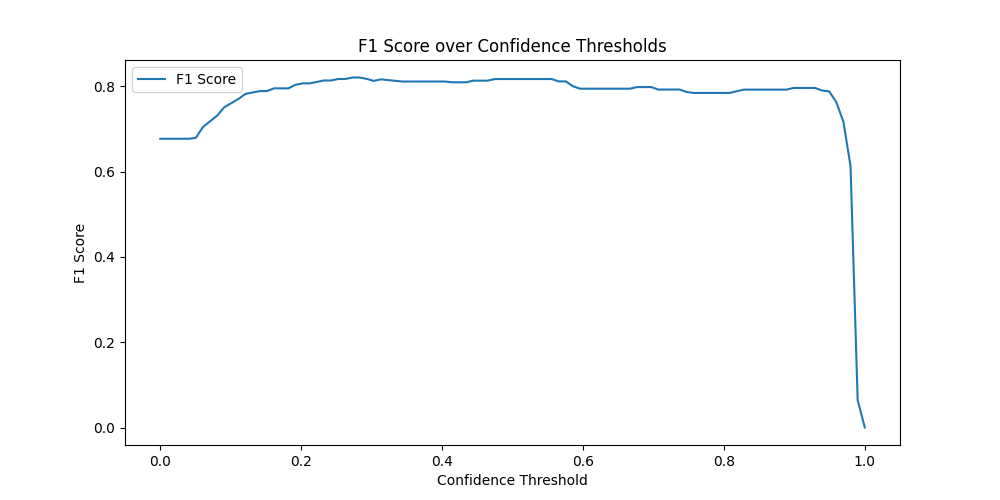 F1 Score over Confidence Thresholds
F1 Score
0.8
0.6
0.4
0.2
0.0
F1 Score
0.0 0.2 0.4 0.6 0.8 1.0
Confidence Threshold